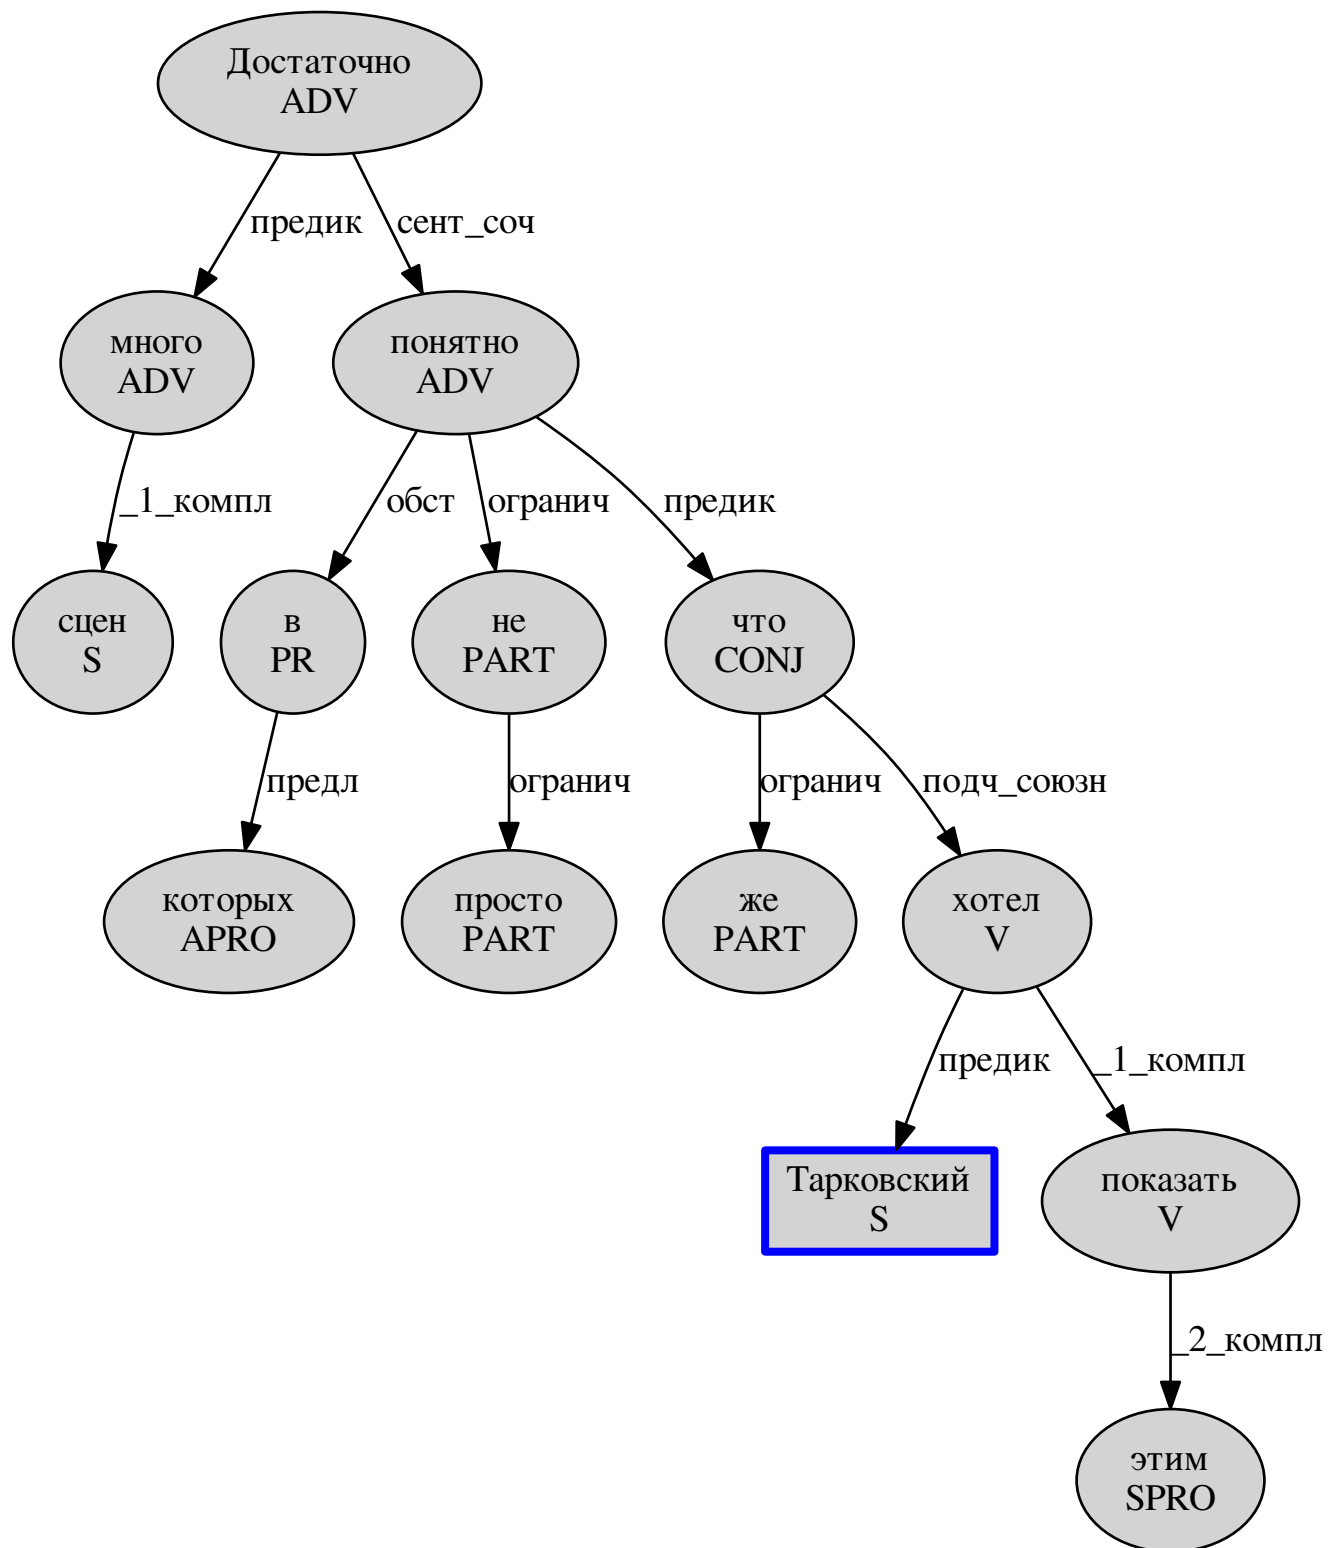 Достаточно
ADV
предик
сент_соч
много
ADV
понятно
ADV
_1_компл
обст
огранич
предик
сцен
S
в
PR
не
PART
что
CONJ
предл
огранич
огранич
подч_союзн
которых
APRO
просто
PART
же
PART
хотел
V
предик
_1_компл
Тарковский
S
показать
V
_2_компл
этим
SPRO